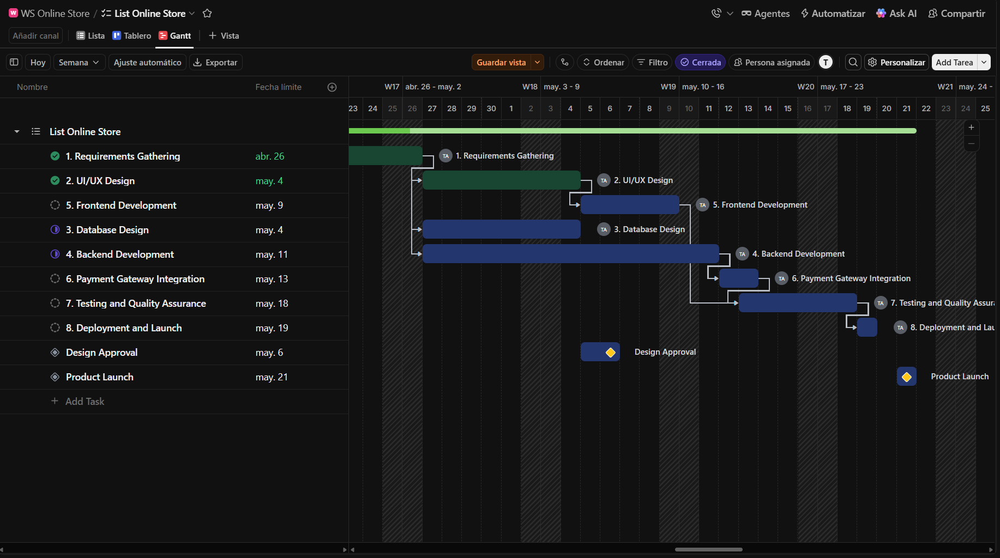 W WS Online Store / List Online Store
Agentes Automatizar Ask AI Compartir
Añadir canal Lista Tablero Gantt + Vista
Hoy Semana Ajuste automático Exportar
Guardar vista Ordenar Filtro Cerrada Persona asignada T Personalizar Add Tarea
Nombre Fecha límite
W17 abr. 26 - may. 2 W18 may. 3 - 9 W19 may. 10 - 16 W20 may. 17 - 23 W21 may. 24 -
23 24 25 26 27 28 29 30 1 2 3 4 5 6 7 8 9 10 11 12 13 14 15 16 17 18 19 20 21 22 23 24 25
List Online Store
1. Requirements Gathering abr. 26 TA 1. Requirements Gathering
2. UI/UX Design may. 4 TA 2. UI/UX Design
5. Frontend Development may. 9 TA 5. Frontend Development
3. Database Design may. 4 TA 3. Database Design
4. Backend Development may. 11 TA 4. Backend Development
6. Payment Gateway Integration may. 13 TA 6. Payment Gateway Integration
7. Testing and Quality Assurance may. 18 TA 7. Testing and Quality Assura
8. Deployment and Launch may. 19 TA 8. Deployment and Lau
Design Approval may. 6 Design Approval
Product Launch may. 21 Product Launch
+ Add Task